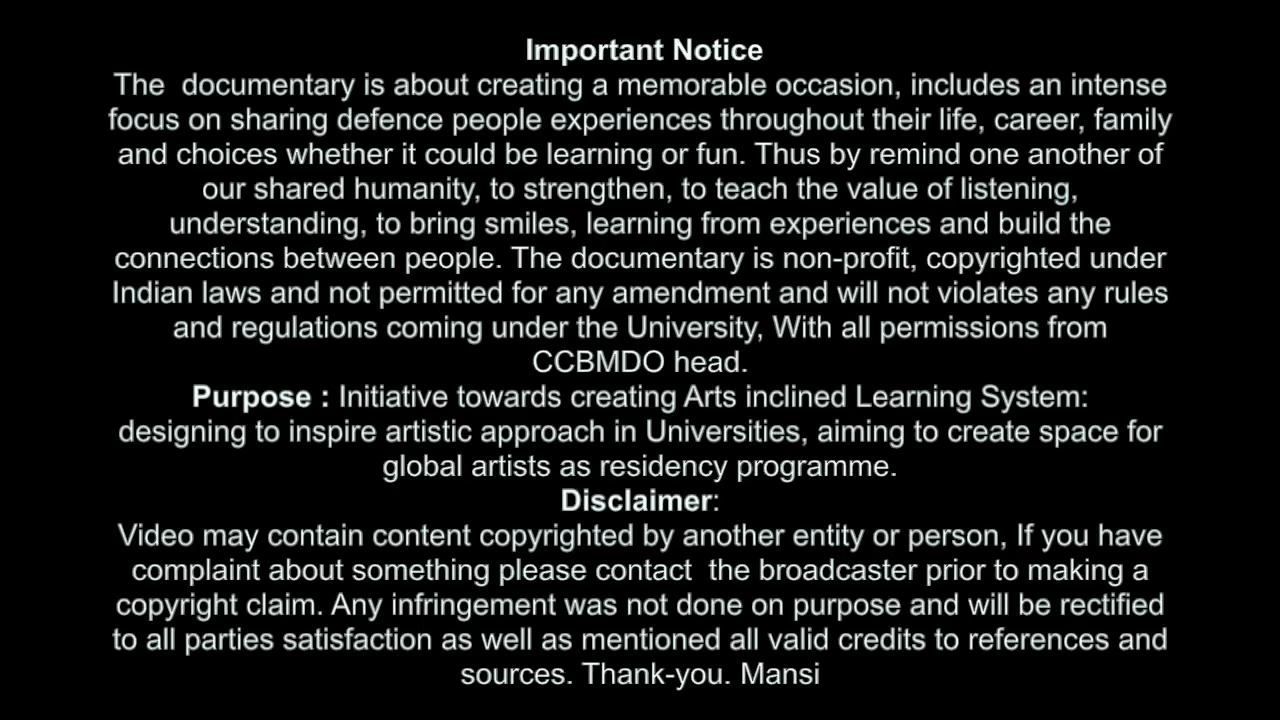 Important Notice
The  documentary is about creating a memorable occasion, includes an intense
focus on sharing defence people experiences throughout their life, career, family
and choices whether it could be learning or fun. Thus by remind one another of
our shared humanity, to strengthen, to teach the value of listening,
understanding, to bring smiles, learning from experiences and build the
connections between people. The documentary is non-profit, copyrighted under
Indian laws and not permitted for any amendment and will not violates any rules
and regulations coming under the University, With all permissions from
CCBMDO head.
Purpose : Initiative towards creating Arts inclined Learning System:
designing to inspire artistic approach in Universities, aiming to create space for
global artists as residency programme.
Disclaimer:
Video may contain content copyrighted by another entity or person, If you have
complaint about something please contact  the broadcaster prior to making a
copyright claim. Any infringement was not done on purpose and will be rectified
to all parties satisfaction as well as mentioned all valid credits to references and
sources. Thank-you. Mansi